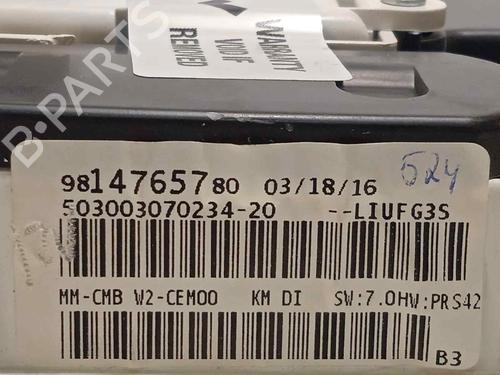 WARRANTY
VOID IF
REMOVED
B-PARTS
9814765780 03/18/16 524
503003070234-20 --LIUFG3S
MM-CMB W2-CEM00 KM DI SW:7.0HW:PRS42
B3